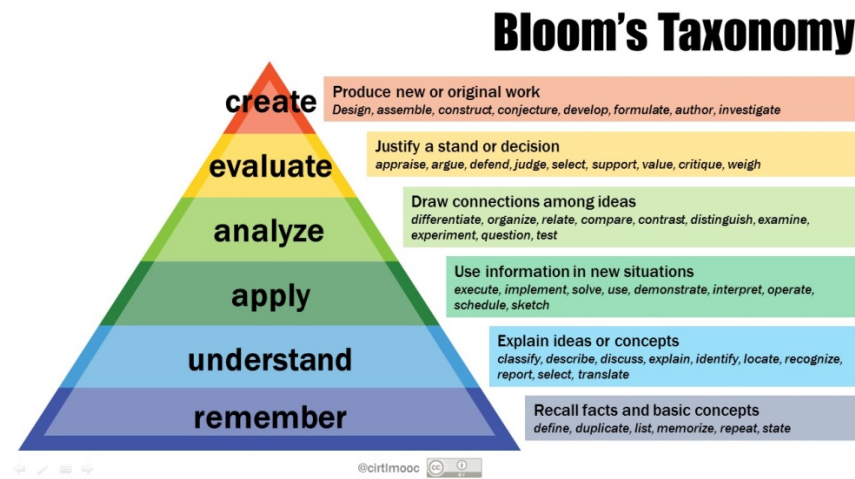 Bloom's Taxonomy
create
Produce new or original work
Design, assemble, construct, conjecture, develop, formulate, author, investigate
evaluate
Justify a stand or decision
appraise, argue, defend, judge, select, support, value, critique, weigh
analyze
Draw connections among ideas
differentiate, organize, relate, compare, contrast, distinguish, examine,
experiment, question, test
apply
Use information in new situations
execute, implement, solve, use, demonstrate, interpret, operate,
schedule, sketch
understand
Explain ideas or concepts
classify, describe, discuss, explain, identify, locate, recognize,
report, select, translate
remember
Recall facts and basic concepts
define, duplicate, list, memorize, repeat, state
@cirtlmooc
cc